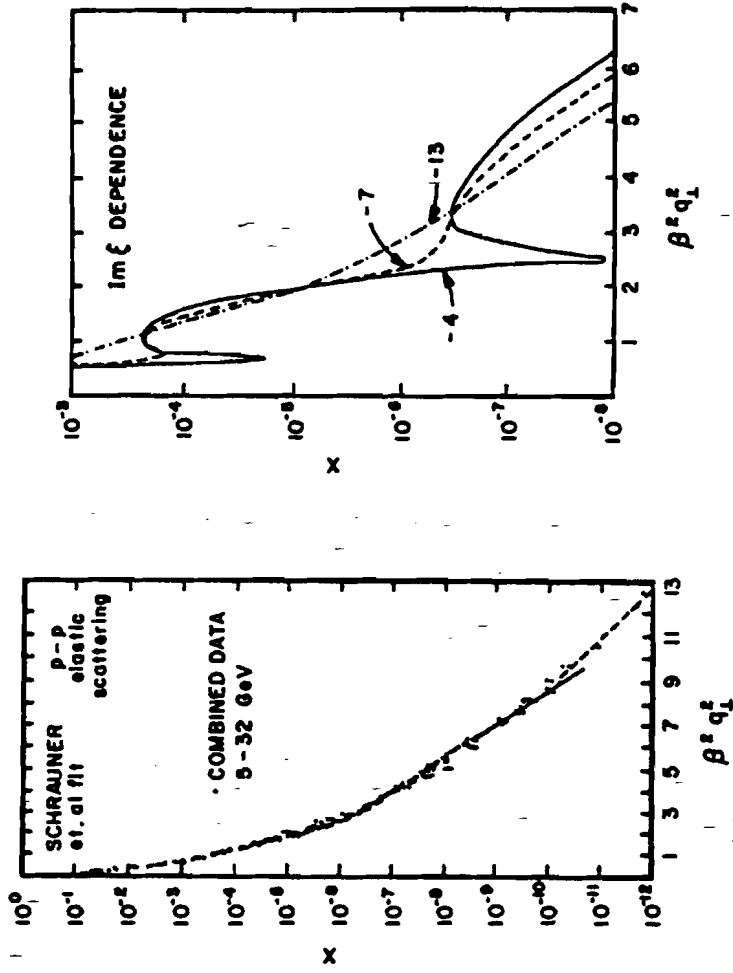 SCHRAUNER
et. al fit
p-p
elastic
scattering
• COMBINED DATA
5-32 GeV
10⁰
10⁻¹
10⁻²
10⁻³
10⁻⁴
10⁻⁵
10⁻⁶
10⁻⁷
10⁻⁸
10⁻⁹
10⁻¹⁰
10⁻¹¹
10⁻¹²
X
1 3 5 7 9 11 13
β² q⊥²
Im ξ DEPENDENCE
10⁻³
10⁻⁴
10⁻⁵
10⁻⁶
10⁻⁷
10⁻⁸
X
-7
-13
-4
1 2 3 4 5 6 7
β² q⊥²